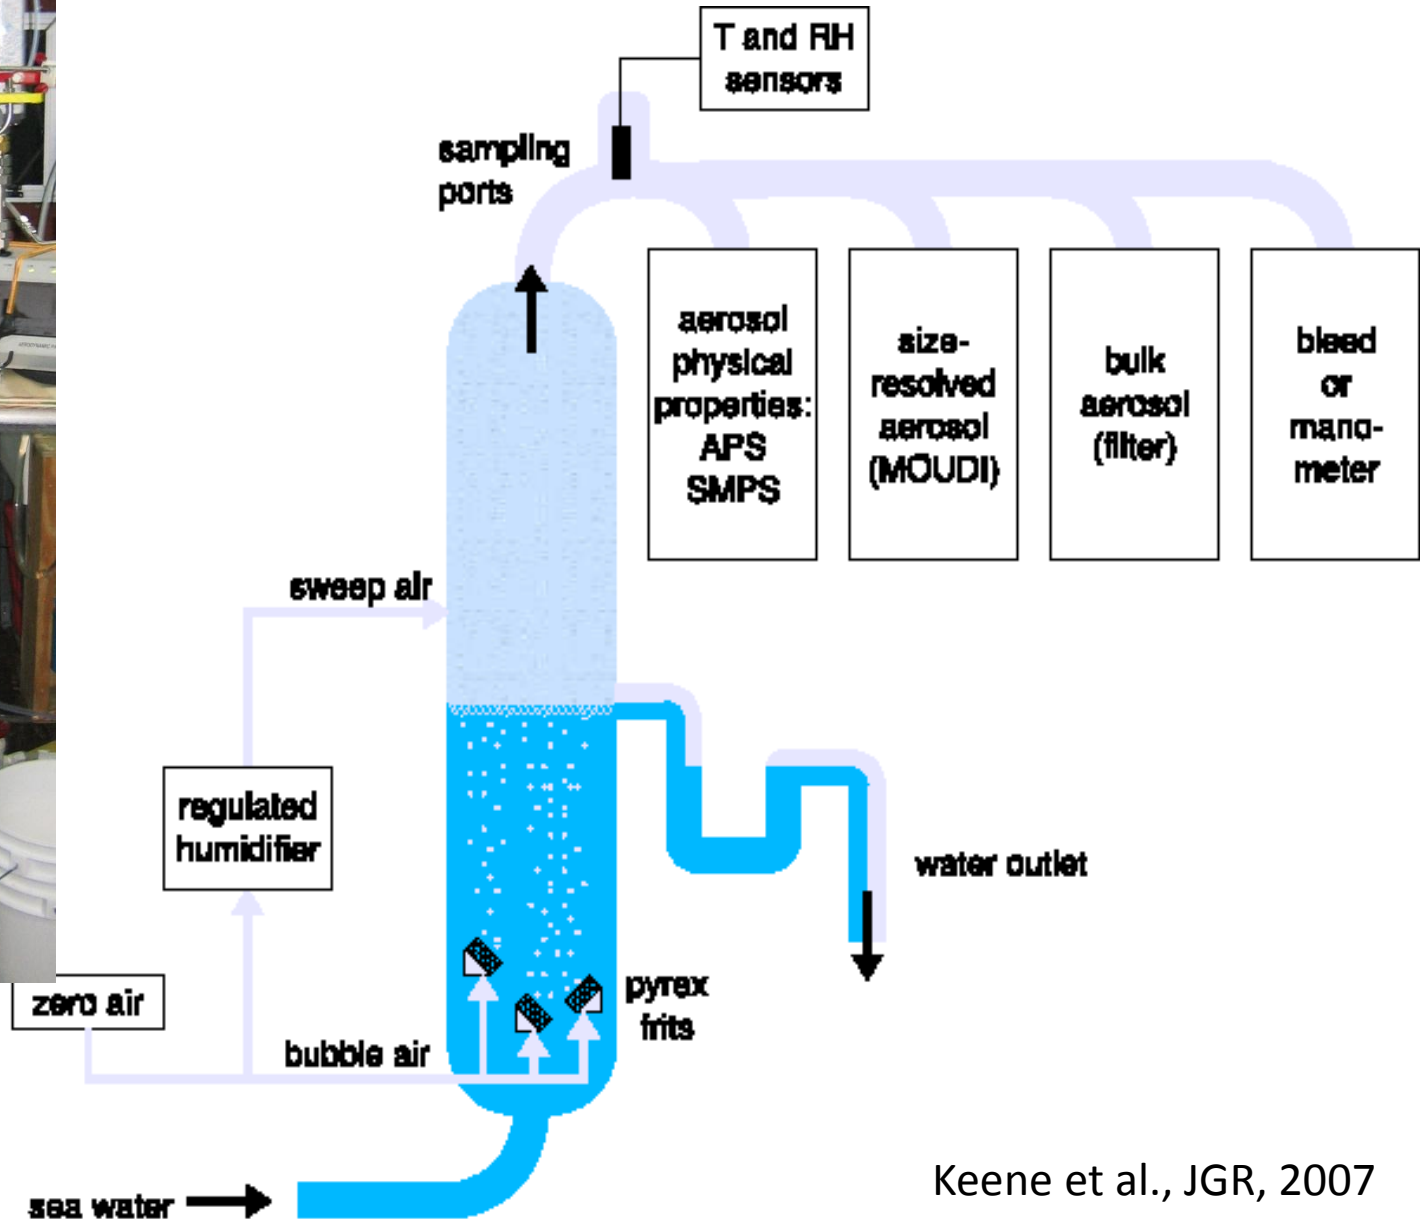 T and RH
sensors
sampling
ports
aerosol
physical
properties:
APS
SMPS
size-
resolved
aerosol
(MOUDI)
bulk
aerosol
(filter)
bleed
or
mano-
meter
sweep air
regulated
humidifier
water outlet
zero air
pyrex
frits
bubble air
sea water
Keene et al., JGR, 2007